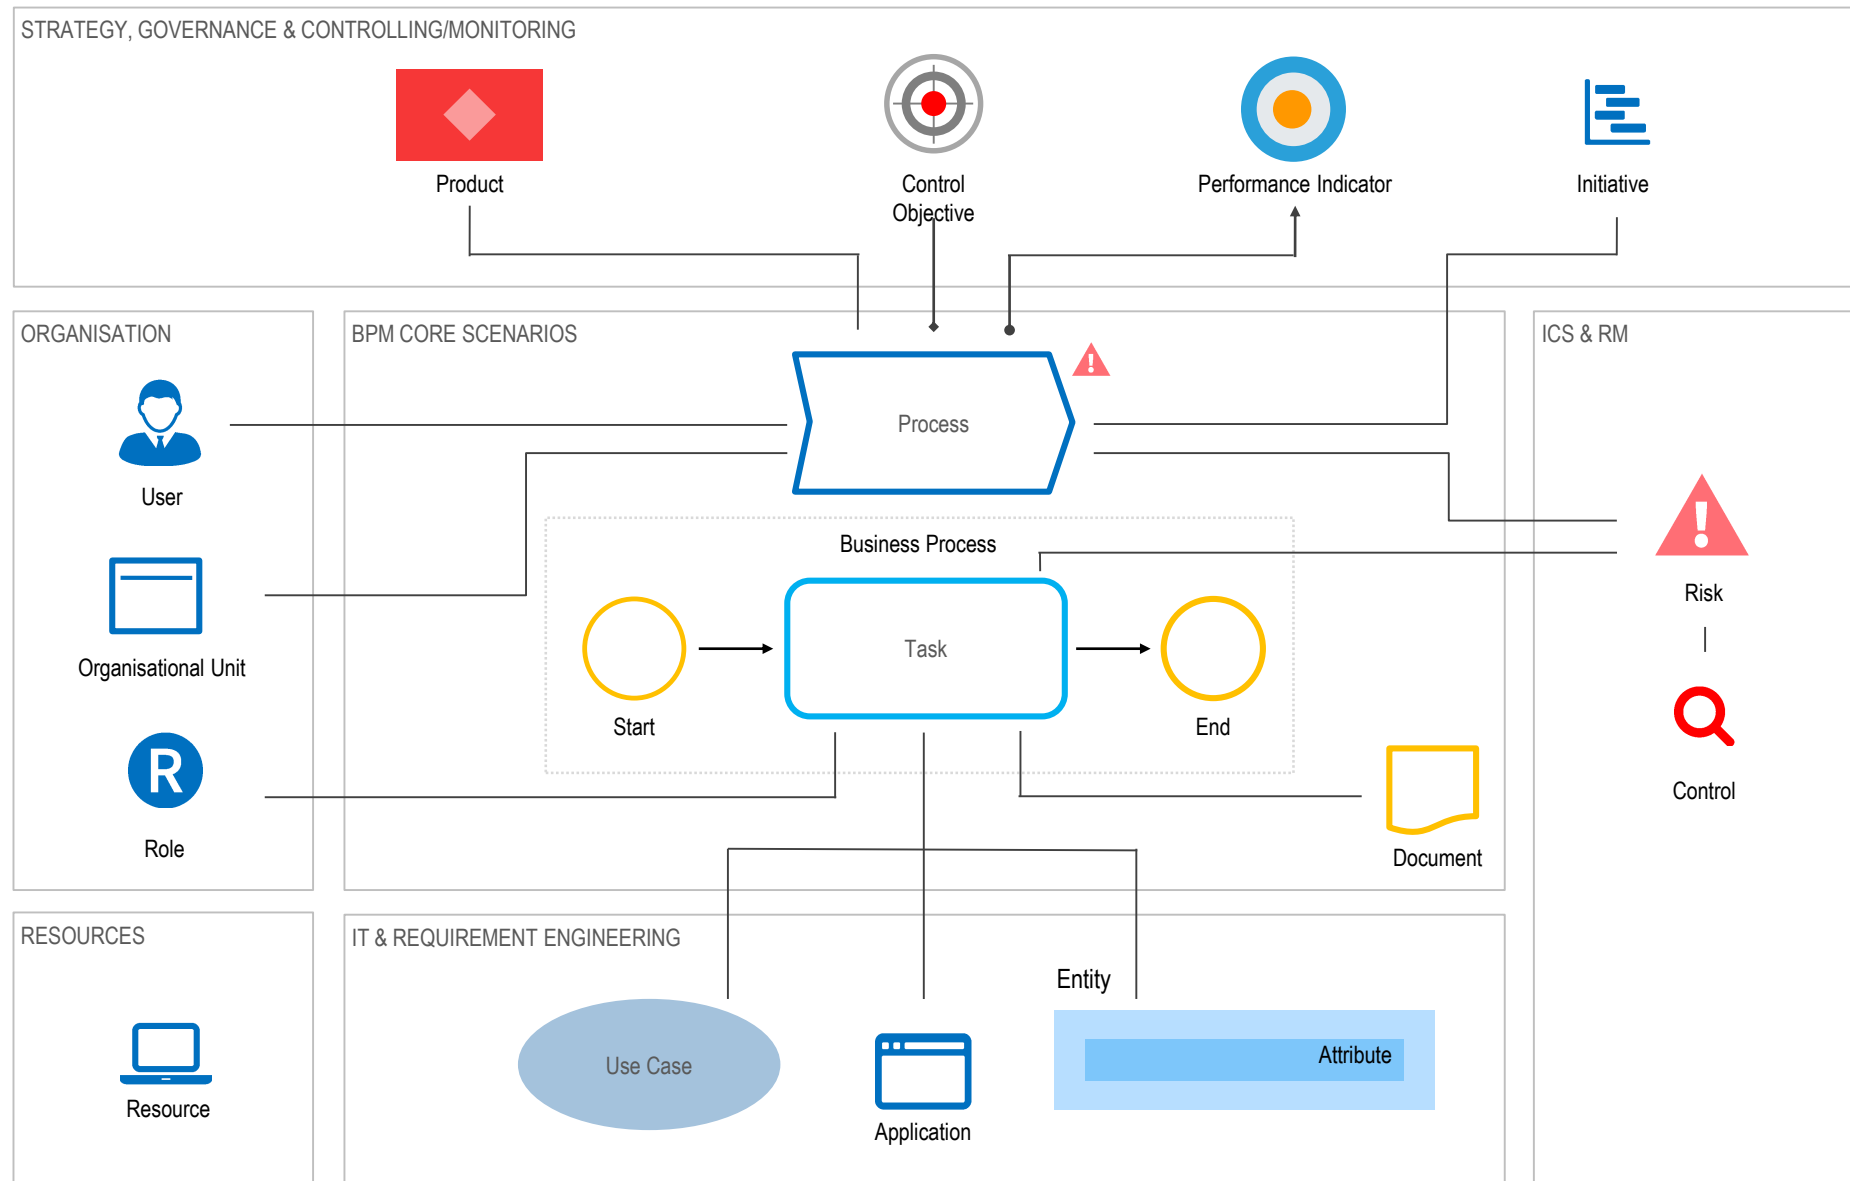 STRATEGY, GOVERNANCE & CONTROLLING/MONITORING
Product
Control
Objective
Performance Indicator
Initiative
ORGANISATION
BPM CORE SCENARIOS
ICS & RM
Process
User
Business Process
Risk
Task
Organisational Unit
Start
End
R
Control
Role
Document
RESOURCES
IT & REQUIREMENT ENGINEERING
Entity
Attribute
Use Case
Resource
Application